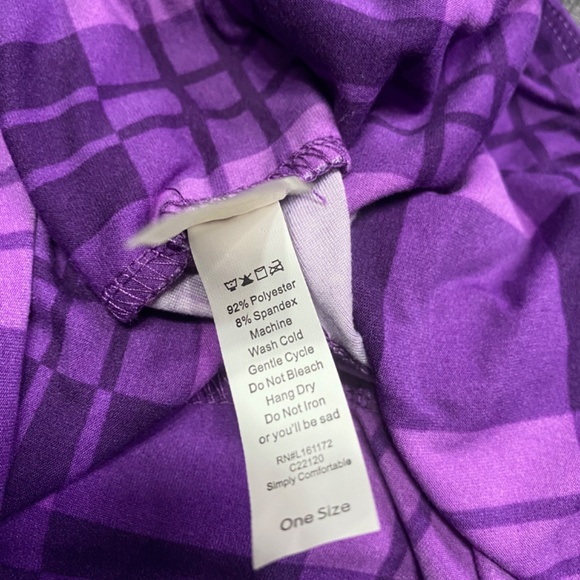 92% Polyester
8% Spandex
Machine
Wash Cold
Gentle Cycle
Do Not Bleach
Hang Dry
Do Not Iron
or you'll be sad
RN#L161172
C22120
Simply Comfortable
One Size